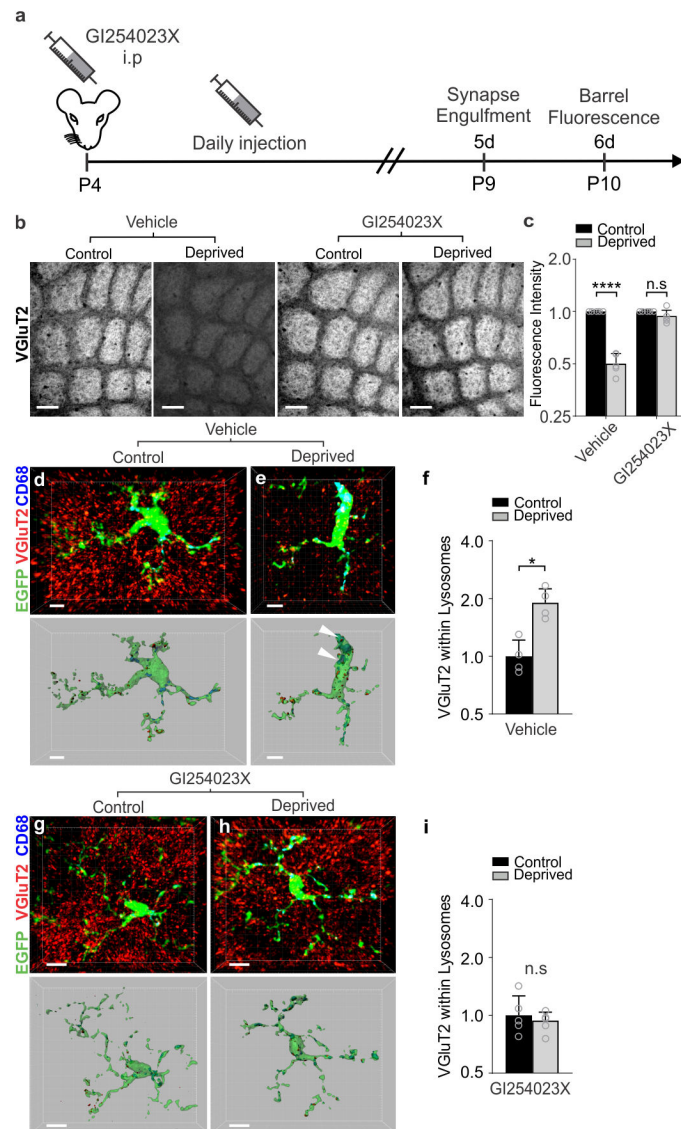 a
GI254023X
i.p
Daily injection
Synapse
Engulfment
Barrel
Fluorescence
5d
6d
P4
P9
P10
b
Vehicle
GI254023X
Control
Deprived
Control
Deprived
VGluT2
c
Control
Deprived
Fluorescence Intensity
2.0
1.0
0.5
0.25
****
n.s
Vehicle
GI254023X
Vehicle
Control
Deprived
d
e
EGFP VGluT2 CD68
f
Control
Deprived
VGluT2 within Lysosomes
4.0
2.0
1.0
0.5
*
Vehicle
GI254023X
Control
Deprived
g
h
EGFP VGluT2 CD68
i
Control
Deprived
VGluT2 within Lysosomes
4.0
2.0
1.0
0.5
n.s
GI254023X